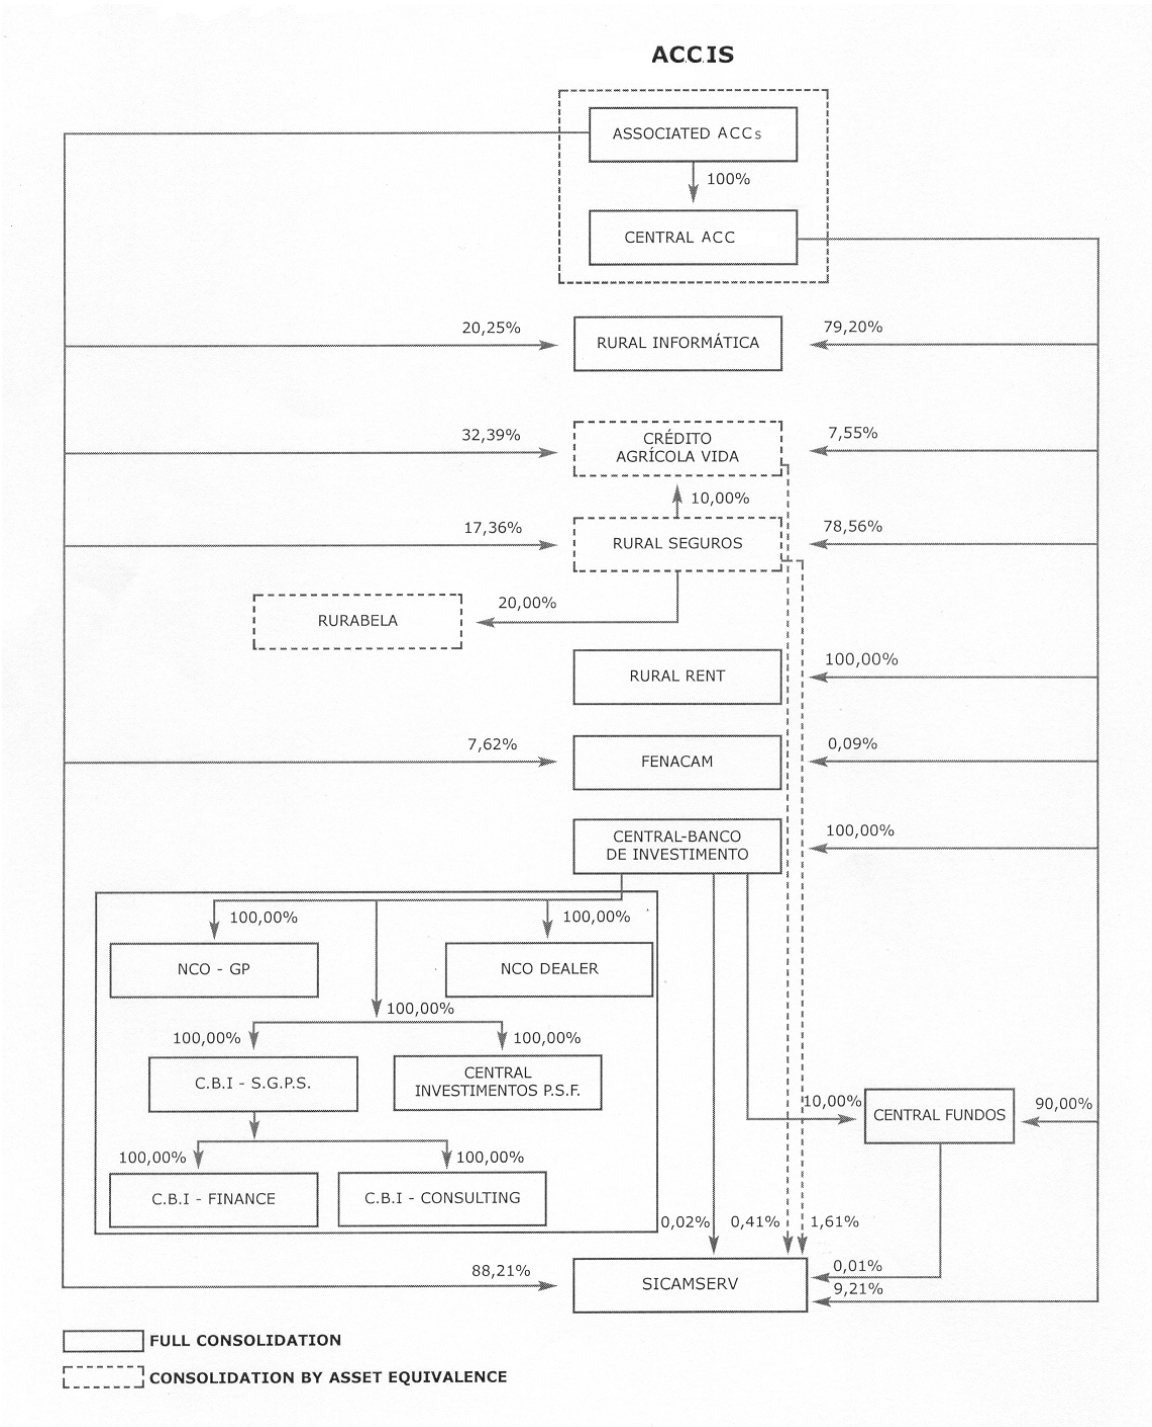 ACCIS
ASSOCIATED ACCs
100%
CENTRAL ACC
20,25%
RURAL INFORMÁTICA
79,20%
32,39%
CRÉDITO
AGRÍCOLA VIDA
7,55%
10,00%
17,36%
RURAL SEGUROS
78,56%
20,00%
RURABELA
RURAL RENT
100,00%
7,62%
FENACAM
0,09%
CENTRAL-BANCO
DE INVESTIMENTO
100,00%
100,00%
100,00%
NCO - GP
NCO DEALER
100,00%
100,00%
100,00%
C.B.I - S.G.P.S.
CENTRAL
INVESTIMENTOS P.S.F.
10,00%
CENTRAL FUNDOS
90,00%
100,00%
100,00%
C.B.I - FINANCE
C.B.I - CONSULTING
0,02%
0,41%
1,61%
88,21%
SICAMSERV
0,01%
9,21%
FULL CONSOLIDATION
CONSOLIDATION BY ASSET EQUIVALENCE